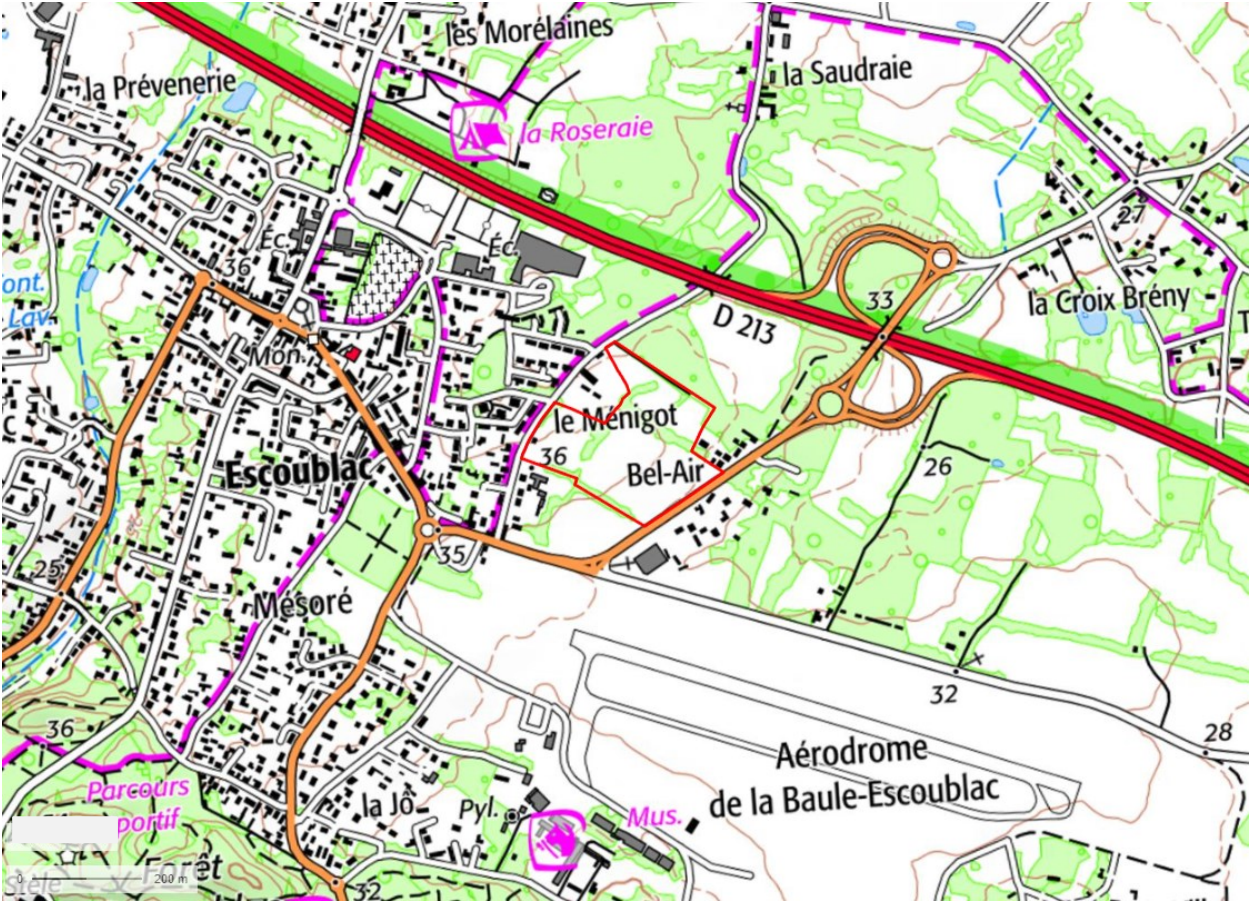 les Morélaines
la Prévenerie
la Saudraie
la Roseraie
27
Éc.
Éc.
36
ont.
Lav.
33
la Croix Brény
D 213
T
Mon.
le Ménigot
36
C
Escoublac
Bel-Air
26
35
25
Mésoré
32
36
28
Aérodrome
de la Baule-Escoublac
Parcours
portif
la Jô
Pyl.
Mus.
Forêt
Stèle
0
200 m
32